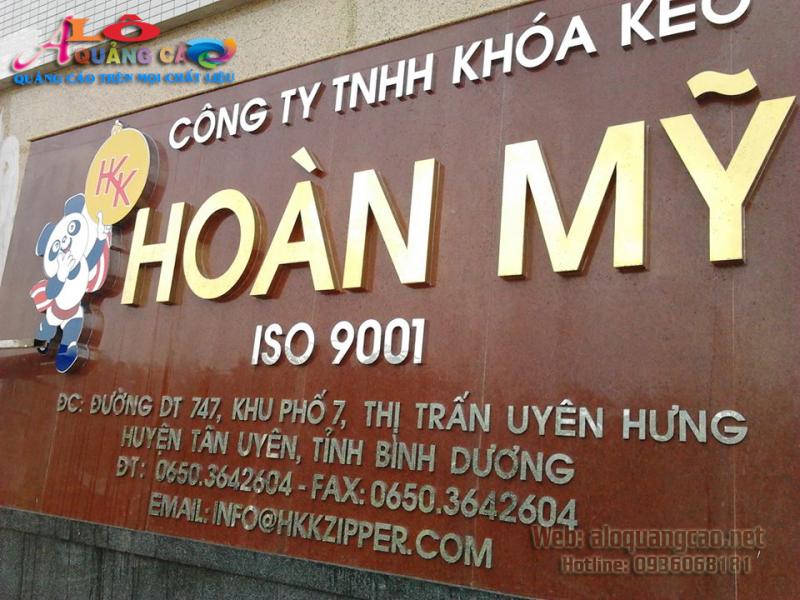 ALÔ
QUẢNG CÁO
QUẢNG CÁO TRÊN MỌI CHẤT LIỆU
CÔNG TY TNHH KHÓA KÉO
HKK
HOÀN MỸ
ISO 9001
ĐC: ĐƯỜNG DT 747, KHU PHỐ 7, THỊ TRẤN UYÊN HƯNG
HUYỆN TÂN UYÊN, TỈNH BÌNH DƯƠNG
ĐT: 0650.3642604 - FAX: 0650.3642604
EMAIL: INFO@HKKZIPPER.COM
Web: aloquangcao.net
Hotline: 0936068181